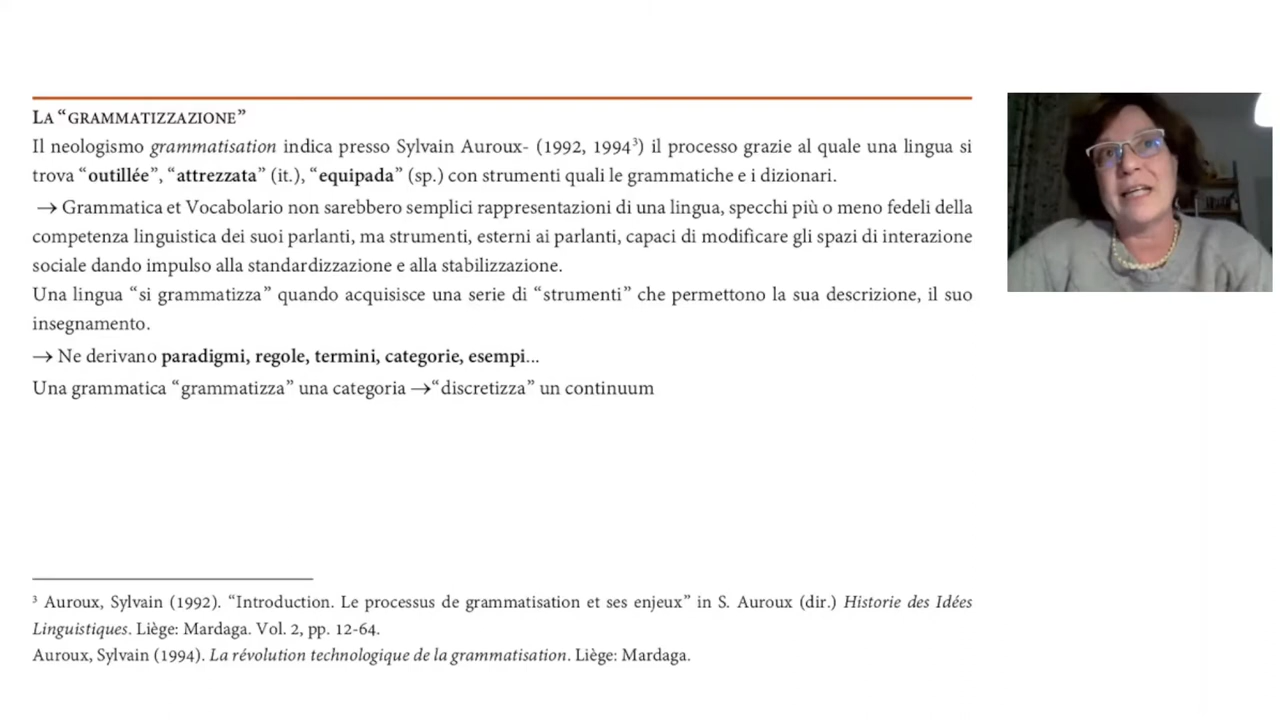 LA “GRAMMATIZZAZIONE”
Il neologismo grammatisation indica presso Sylvain Auroux- (1992, 1994³) il processo grazie al quale una lingua si
trova “outillée”, “attrezzata” (it.), “equipada” (sp.) con strumenti quali le grammatiche e i dizionari.
→ Grammatica et Vocabolario non sarebbero semplici rappresentazioni di una lingua, specchi più o meno fedeli della
competenza linguistica dei suoi parlanti, ma strumenti, esterni ai parlanti, capaci di modificare gli spazi di interazione
sociale dando impulso alla standardizzazione e alla stabilizzazione.
Una lingua “si grammatizza” quando acquisisce una serie di “strumenti” che permettono la sua descrizione, il suo
insegnamento.
→ Ne derivano paradigmi, regole, termini, categorie, esempi...
Una grammatica “grammatizza” una categoria →“discretizza” un continuum
³ Auroux, Sylvain (1992). “Introduction. Le processus de grammatisation et ses enjeux” in S. Auroux (dir.) Historie des Idées
Linguistiques. Liège: Mardaga. Vol. 2, pp. 12-64.
Auroux, Sylvain (1994). La révolution technologique de la grammatisation. Liège: Mardaga.